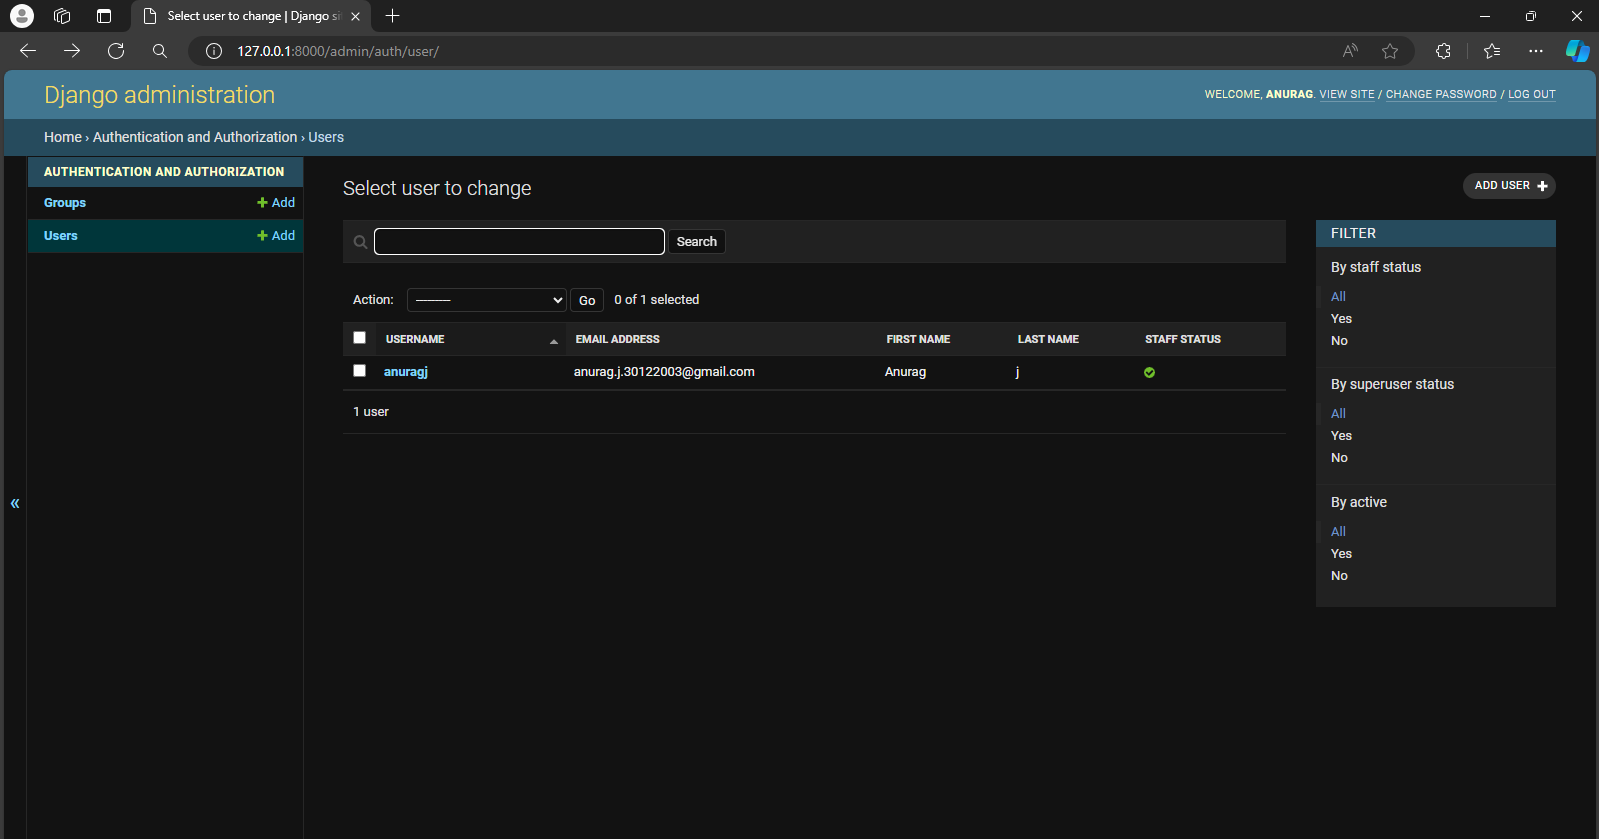 Select user to change | Django si
127.0.0.1:8000/admin/auth/user/
Django administration
WELCOME, ANURAG. VIEW SITE / CHANGE PASSWORD / LOG OUT
Home › Authentication and Authorization › Users
AUTHENTICATION AND AUTHORIZATION
Groups + Add
Users + Add
«
Select user to change
ADD USER +
Search
Action: --------- Go 0 of 1 selected
USERNAME EMAIL ADDRESS FIRST NAME LAST NAME STAFF STATUS
anuragj anurag.j.30122003@gmail.com Anurag j
1 user
FILTER
By staff status
All
Yes
No
By superuser status
All
Yes
No
By active
All
Yes
No